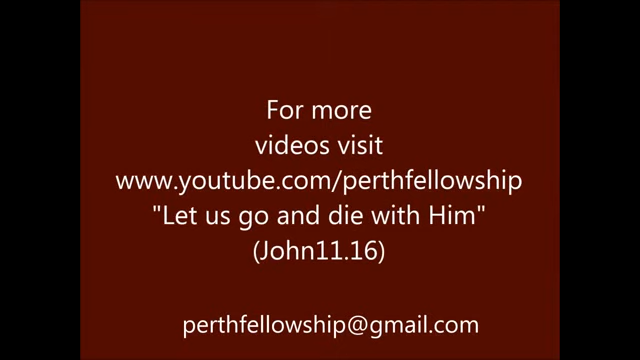 For more
videos visit
www.youtube.com/perthfellowship
"Let us go and die with Him"
(John11.16)
perthfellowship@gmail.com